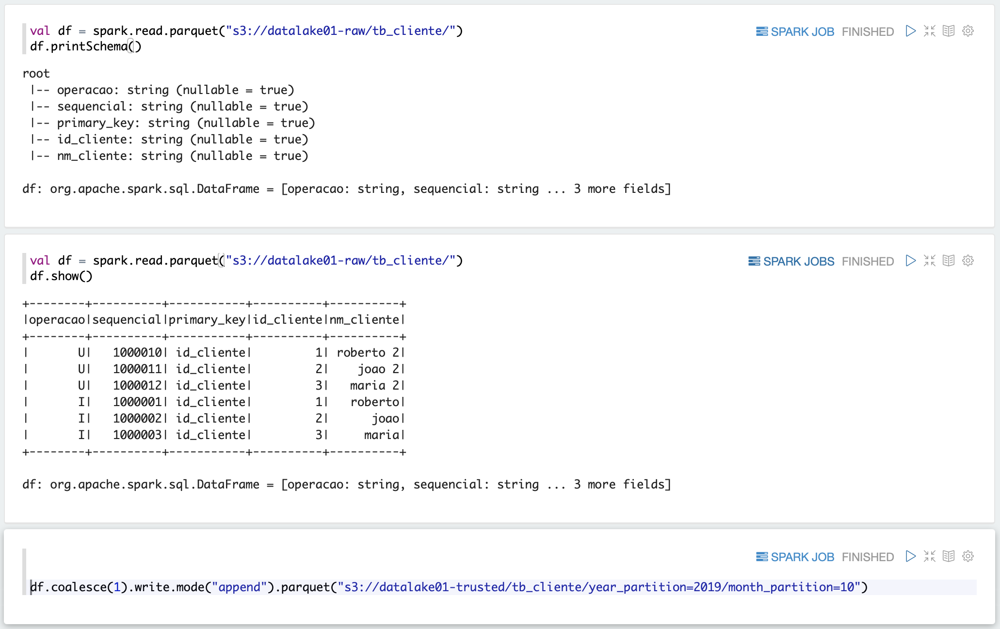 val df = spark.read.parquet("s3://datalake01-raw/tb_cliente/")
SPARK JOB FINISHED
df.printSchema()
root
 |-- operacao: string (nullable = true)
 |-- sequencial: string (nullable = true)
 |-- primary_key: string (nullable = true)
 |-- id_cliente: string (nullable = true)
 |-- nm_cliente: string (nullable = true)
df: org.apache.spark.sql.DataFrame = [operacao: string, sequencial: string ... 3 more fields]
val df = spark.read.parquet("s3://datalake01-raw/tb_cliente/")
SPARK JOBS FINISHED
df.show()
+--------+----------+-----------+----------+----------+
|operacao|sequencial|primary_key|id_cliente|nm_cliente|
+--------+----------+-----------+----------+----------+
|       U|   1000010| id_cliente|         1| roberto 2|
|       U|   1000011| id_cliente|         2|    joao 2|
|       U|   1000012| id_cliente|         3|   maria 2|
|       I|   1000001| id_cliente|         1|   roberto|
|       I|   1000002| id_cliente|         2|      joao|
|       I|   1000003| id_cliente|         3|     maria|
+--------+----------+-----------+----------+----------+
df: org.apache.spark.sql.DataFrame = [operacao: string, sequencial: string ... 3 more fields]
SPARK JOB FINISHED
df.coalesce(1).write.mode("append").parquet("s3://datalake01-trusted/tb_cliente/year_partition=2019/month_partition=10")